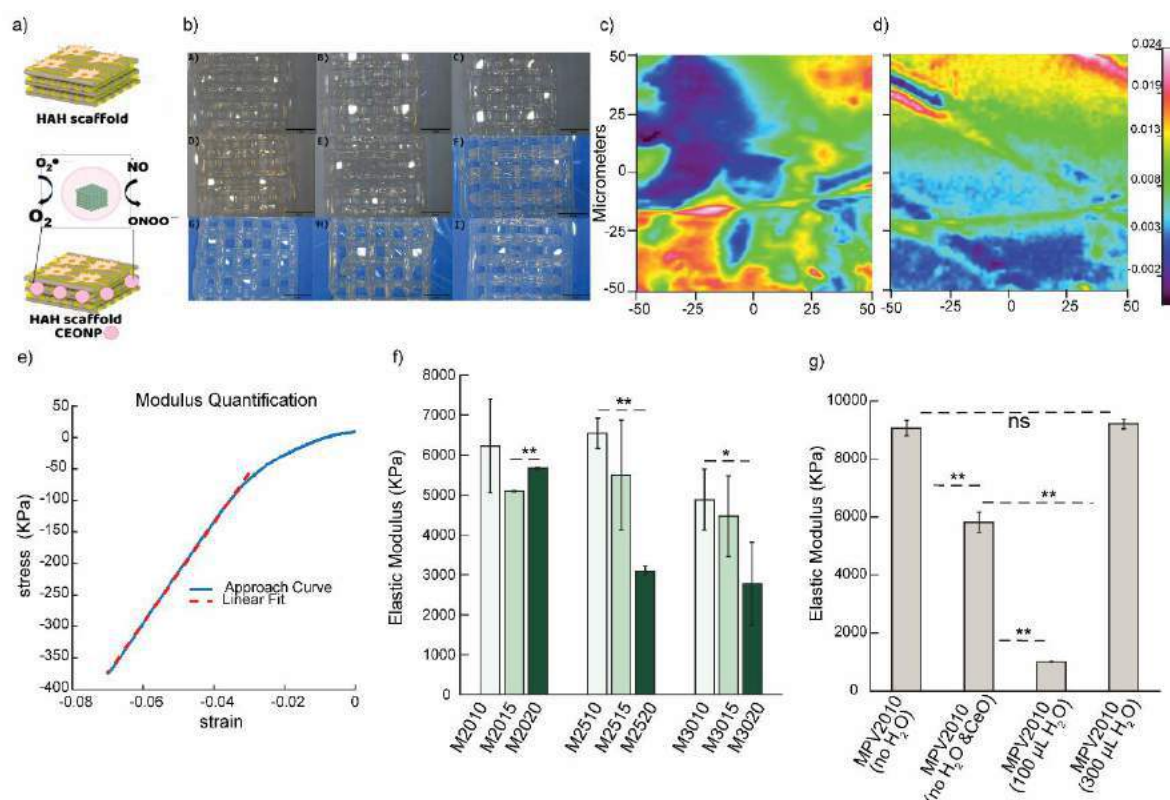 a)
HAH scaffold
O₂•
NO
O₂
ONOO
HAH scaffold
CEONP
b)
A)
B)
C)
D)
E)
F)
G)
H)
I)
c)
50
25
0
-25
-50
Micrometers
-50
-25
0
25
50
d)
-50
-25
0
25
50
0.024
0.019
0.013
0.008
0.002
-0.002
e)
Modulus Quantification
50
0
-50
-100
-150
-200
-250
-300
-350
-400
stress (KPa)
Approach Curve
Linear Fit
-0.08
-0.06
-0.04
-0.02
0
strain
f)
8000
7000
6000
5000
4000
3000
2000
1000
0
Elastic Modulus (KPa)
**
**
*
M2010
M2015
M2020
M2510
M2515
M2520
M3010
M3015
M3020
g)
10000
8000
6000
4000
2000
0
Elastic Modulus (KPa)
ns
**
**
**
MPV2010
(no H₂O)
MPV2010
(no H₂O &CeO)
MPV2010
(100 µL H₂O)
MPV2010
(300 µL H₂O)